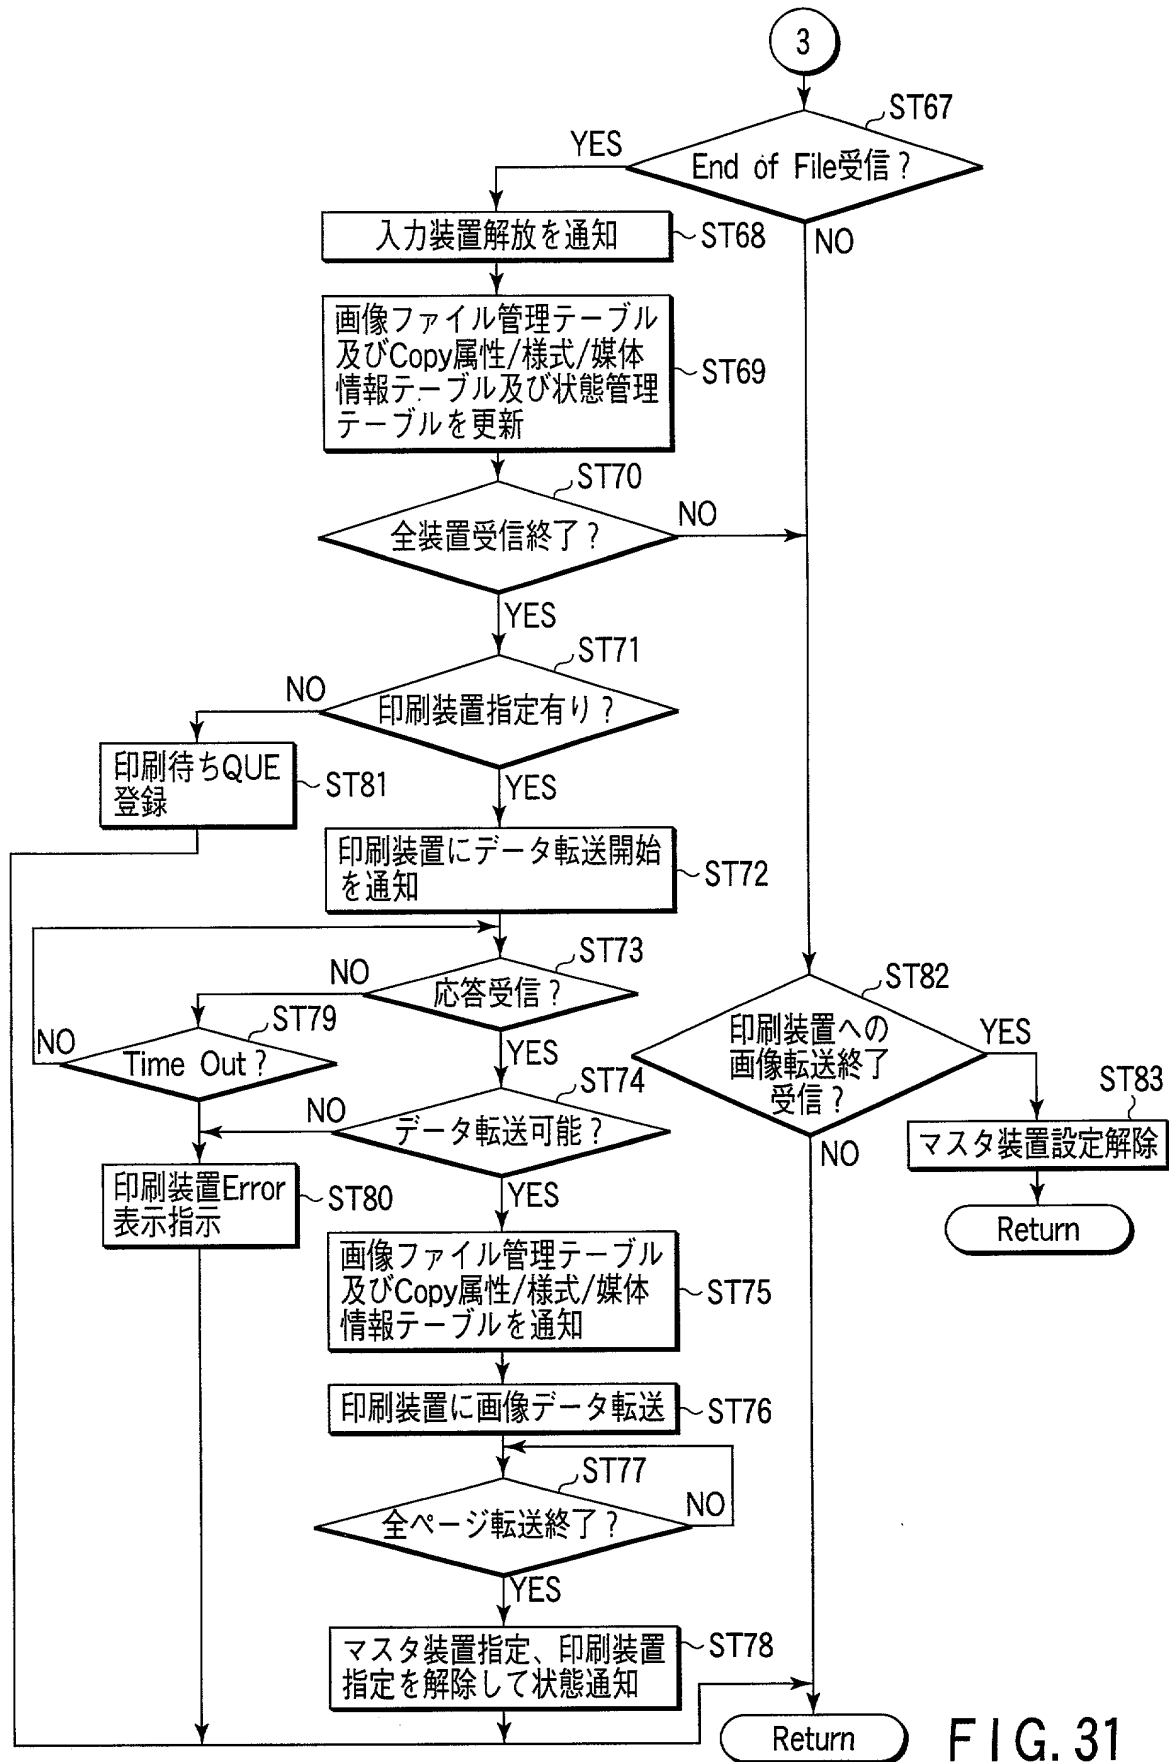 3
ST67
YES
End of File受信？
NO
入力装置解放を通知
ST68
画像ファイル管理テーブル
及びCopy属性/様式/媒体
情報テーブル及び状態管理
テーブルを更新
ST69
ST70
全装置受信終了？
NO
YES
ST71
NO
印刷装置指定有り？
YES
印刷待ちQUE
登録
ST81
印刷装置にデータ転送開始
を通知
ST72
ST73
NO
応答受信？
YES
ST79
NO
Time Out？
ST74
NO
データ転送可能？
YES
ST82
印刷装置への
画像転送終了
受信？
YES
NO
ST83
マスタ装置設定解除
Return
印刷装置Error
表示指示
ST80
画像ファイル管理テーブル
及びCopy属性/様式/媒体
情報テーブルを通知
ST75
印刷装置に画像データ転送
ST76
ST77
全ページ転送終了？
NO
YES
マスタ装置指定、印刷装置
指定を解除して状態通知
ST78
Return
FIG.31